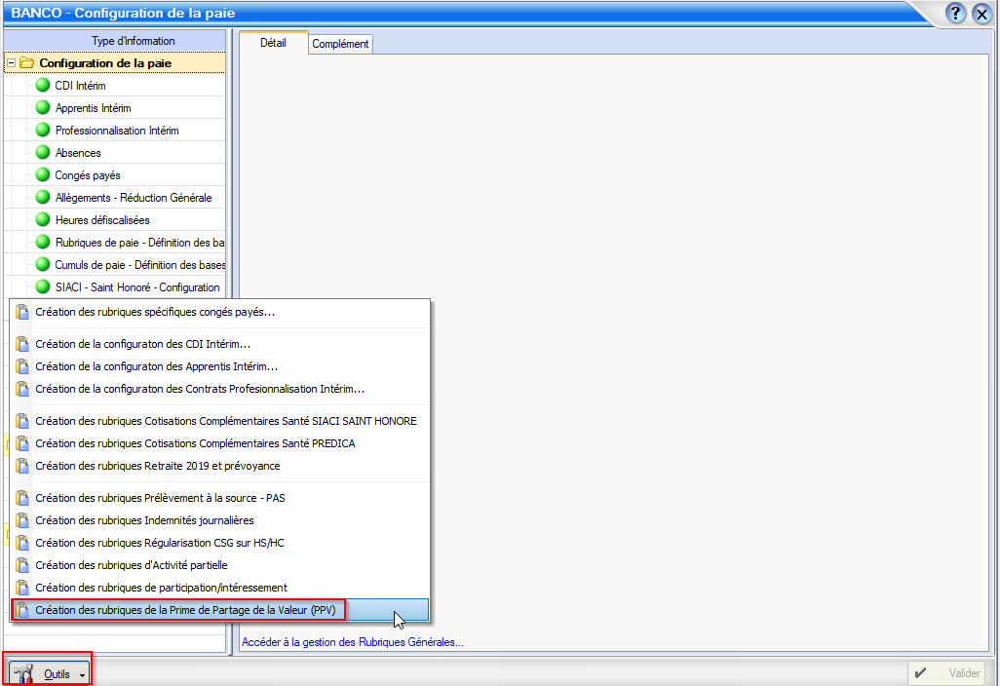 BANCO - Configuration de la paie
?
Type d'information
Détail
Complément
Configuration de la paie
CDI Intérim
Apprentis Intérim
Professionnalisation Intérim
Absences
Congés payés
Allègements - Réduction Générale
Heures défiscalisées
Rubriques de paie - Définition des ba
Cumuls de paie - Définition des bases
SIACI - Saint Honoré - Configuration
Création des rubriques spécifiques congés payés...
Création de la configuraton des CDI Intérim...
Création de la configuraton des Apprentis Intérim...
Création de la configuraton des Contrats Profesionnalisation Intérim...
Création des rubriques Cotisations Complémentaires Santé SIACI SAINT HONORE
Création des rubriques Cotisations Complémentaires Santé PREDICA
Création des rubriques Retraite 2019 et prévoyance
Création des rubriques Prélèvement à la source - PAS
Création des rubriques Indemnités journalières
Création des rubriques Régularisation CSG sur HS/HC
Création des rubriques d'Activité partielle
Création des rubriques de participation/intéressement
Création des rubriques de la Prime de Partage de la Valeur (PPV)
Accéder à la gestion des Rubriques Générales...
Outils
Valider